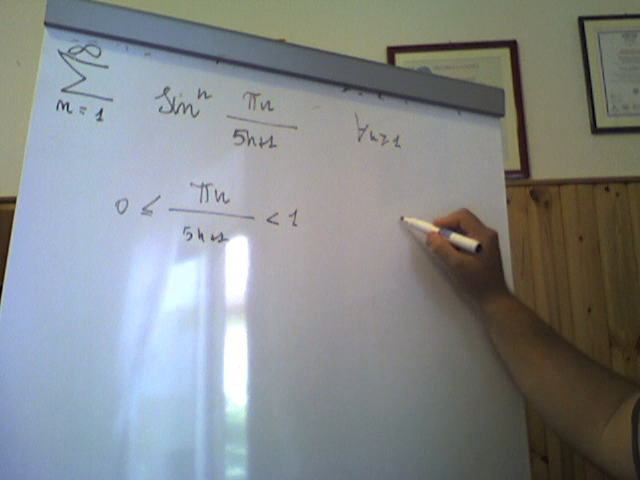 ∑_{n=1}^{∞} sin^n (πn / 5n+1) ∀n≥1
0 ≤ πn / 5n+1 < 1